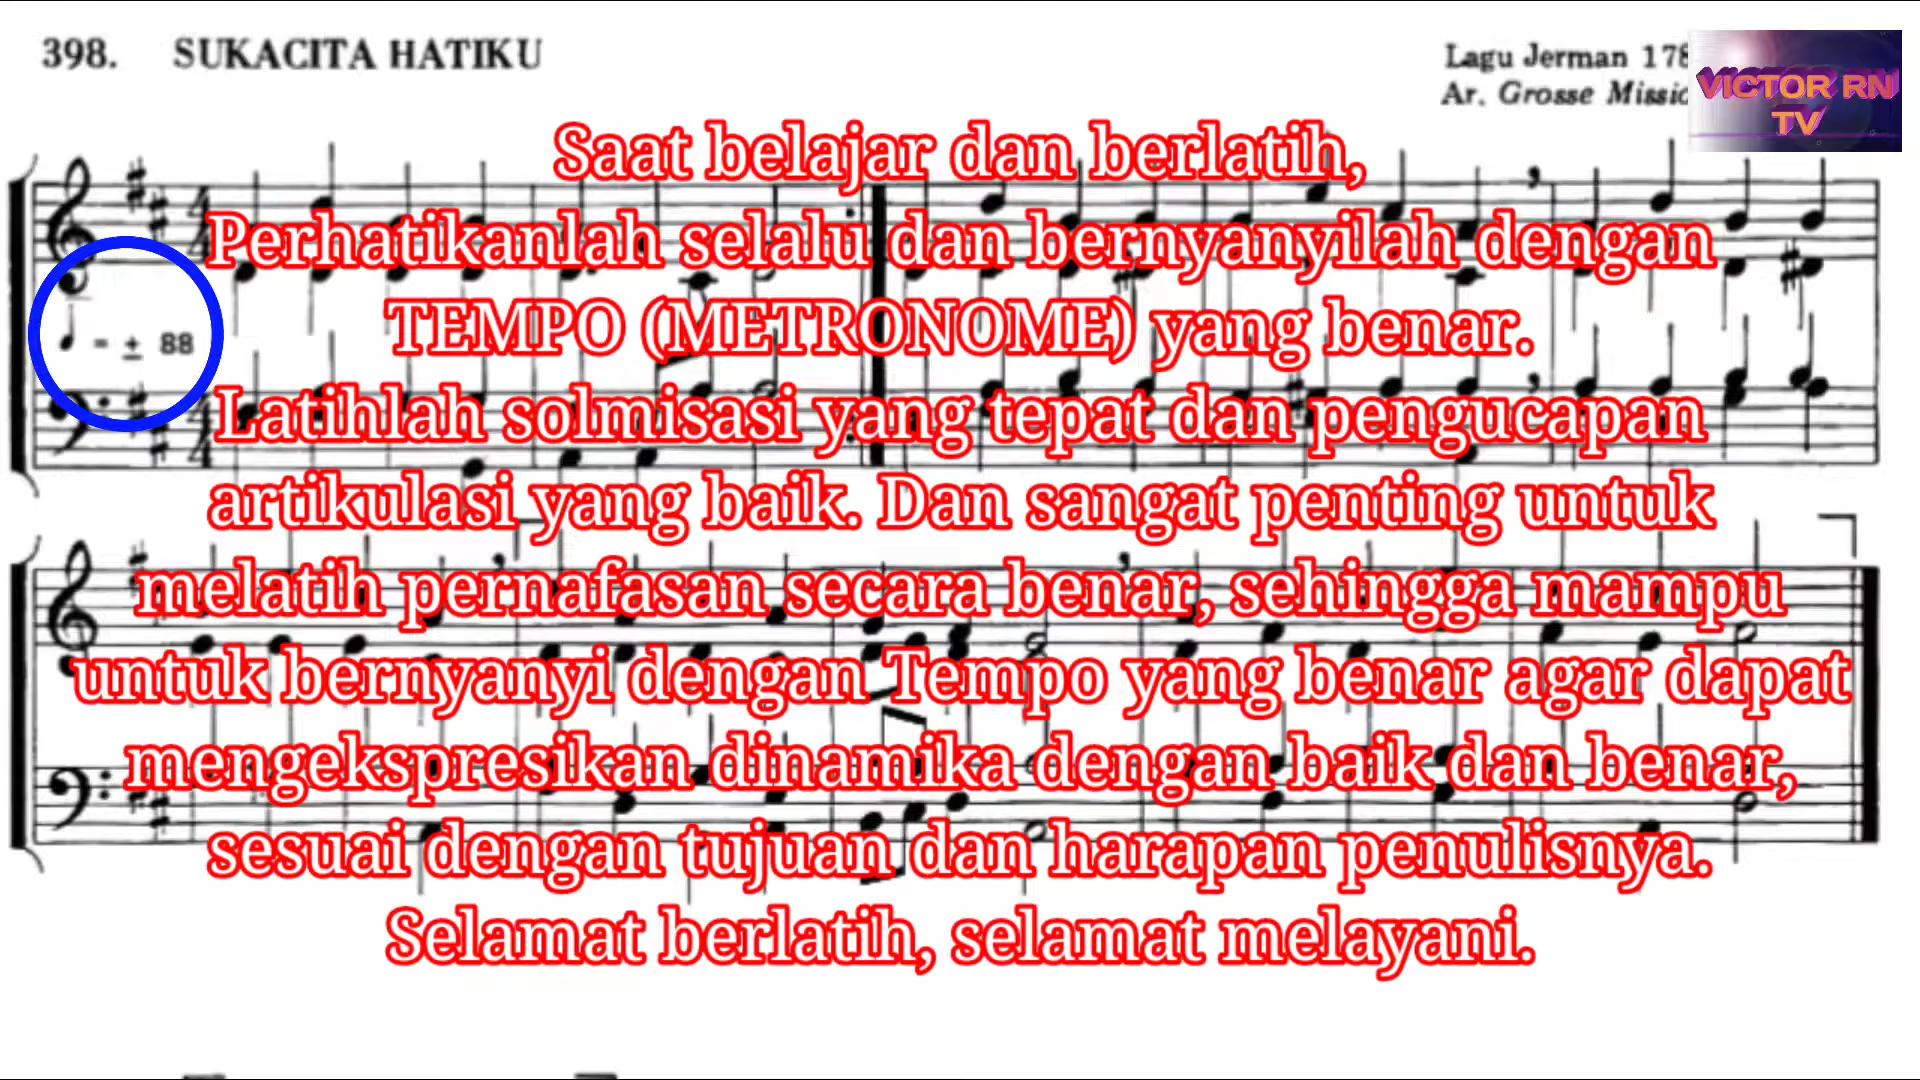 398. SUKACITA HATIKU
Lagu Jerman
Ar. Grosse
VICTOR RN
TV
Saat belajar dan berlatih,
Perhatikanlah selalu dan bernyanyilah dengan
TEMPO (METRONOME) yang benar.
♩ = ± 88
Latihlah solmisasi yang tepat dan pengucapan
artikulasi yang baik. Dan sangat penting untuk
melatih pernafasan secara benar, sehingga mampu
untuk bernyanyi dengan Tempo yang benar agar dapat
mengekspresikan dinamika dengan baik dan benar,
sesuai dengan tujuan dan harapan penulisnya.
Selamat berlatih, selamat melayani.